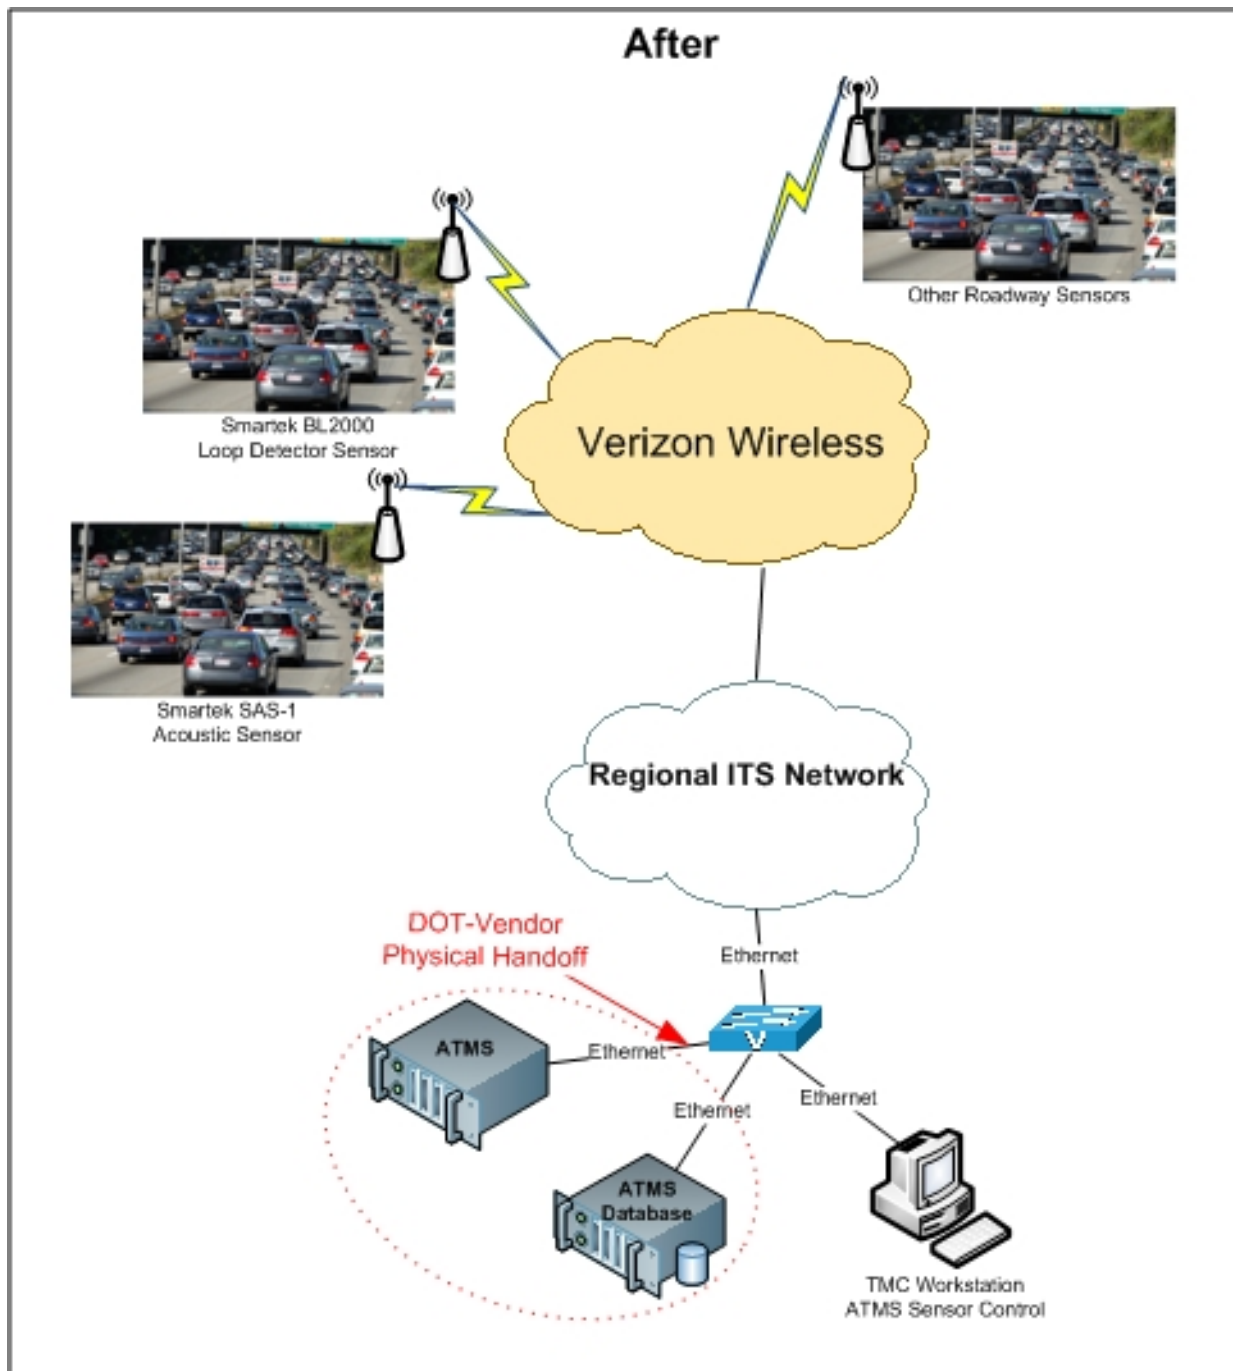 After
Other Roadway Sensors
Smartek BL2000
Loop Detector Sensor
Verizon Wireless
Smartek SAS-1
Acoustic Sensor
Regional ITS Network
DOT-Vendor
Physical Handoff
Ethernet
ATMS
Ethernet
V
Ethernet
Ethernet
ATMS
Database
TMC Workstation
ATMS Sensor Control